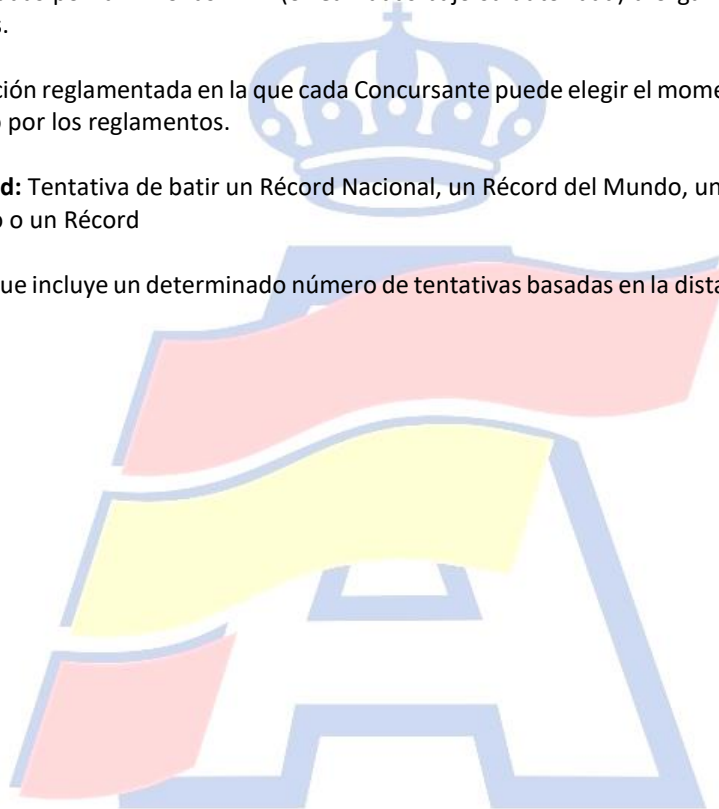 s.
ción reglamentada en la que cada Concursante puede elegir el mome
o por los reglamentos.
d: Tentativa de batir un Récord Nacional, un Récord del Mundo, un
o o un Récord
ue incluye un determinado número de tentativas basadas en la dista